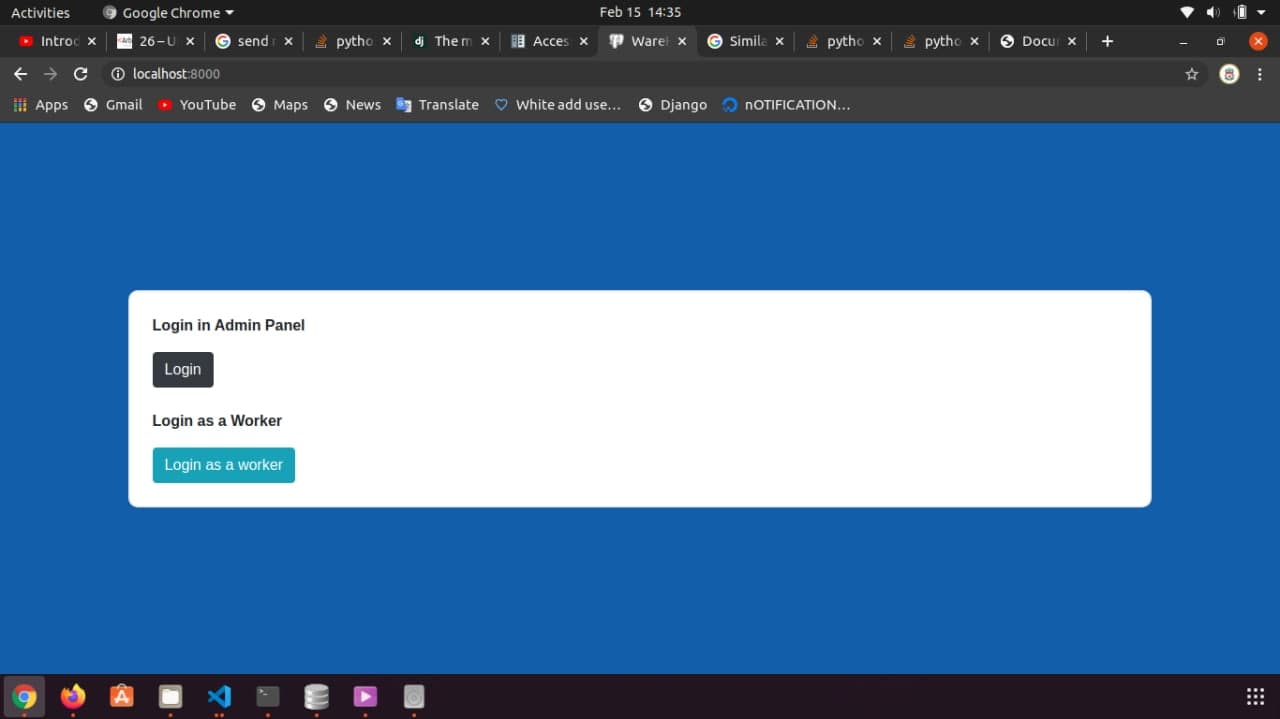 Activities Google Chrome Feb 15 14:35
Introd 26 – U send r pytho The m Acces Wareh Simila pytho pytho Docu
localhost:8000
Apps Gmail YouTube Maps News Translate White add use... Django nOTIFICATION...
Login in Admin Panel
Login
Login as a Worker
Login as a worker